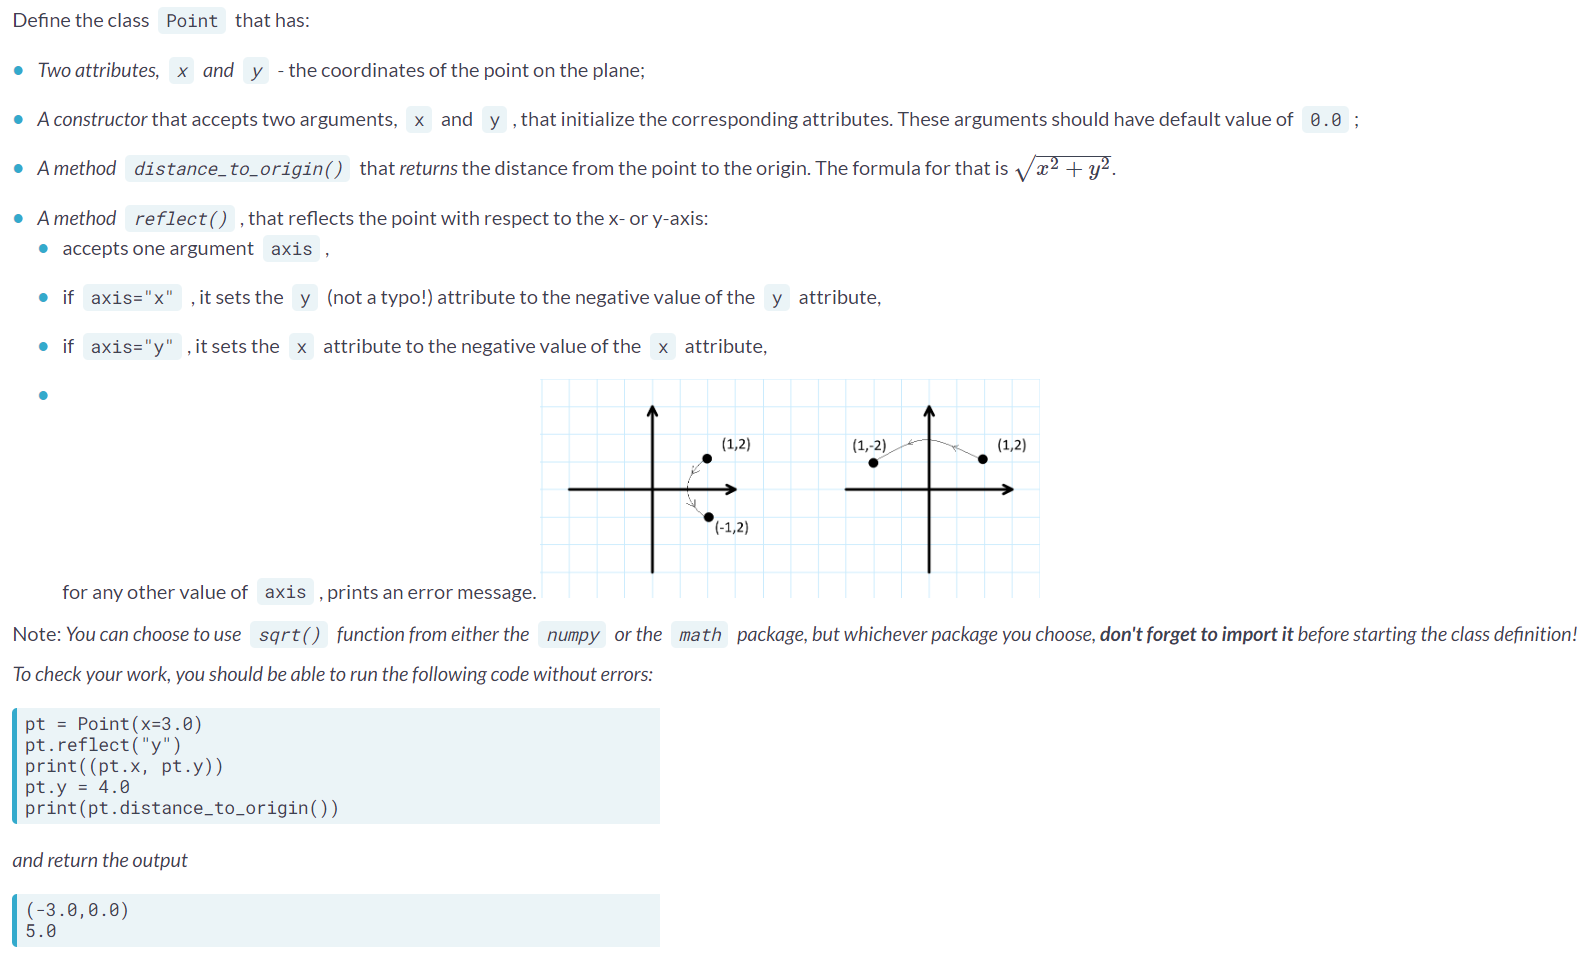 Define the class Point that has:
Two attributes, x and y - the coordinates of the point on the plane;
A constructor that accepts two arguments, x and y , that initialize the corresponding attributes. These arguments should have default value of 0.0 ;
A method distance_to_origin() that returns the distance from the point to the origin. The formula for that is √x² + y².
A method reflect() , that reflects the point with respect to the x- or y-axis:
accepts one argument axis ,
if axis="x" , it sets the y (not a typo!) attribute to the negative value of the y attribute,
if axis="y" , it sets the x attribute to the negative value of the x attribute,
(1,2)
(-1,2)
(1,-2)
(1,2)
for any other value of axis , prints an error message.
Note: You can choose to use sqrt() function from either the numpy or the math package, but whichever package you choose, don't forget to import it before starting the class definition!
To check your work, you should be able to run the following code without errors:
pt = Point(x=3.0)
pt.reflect("y")
print((pt.x, pt.y))
pt.y = 4.0
print(pt.distance_to_origin())
and return the output
(-3.0,0.0)
5.0